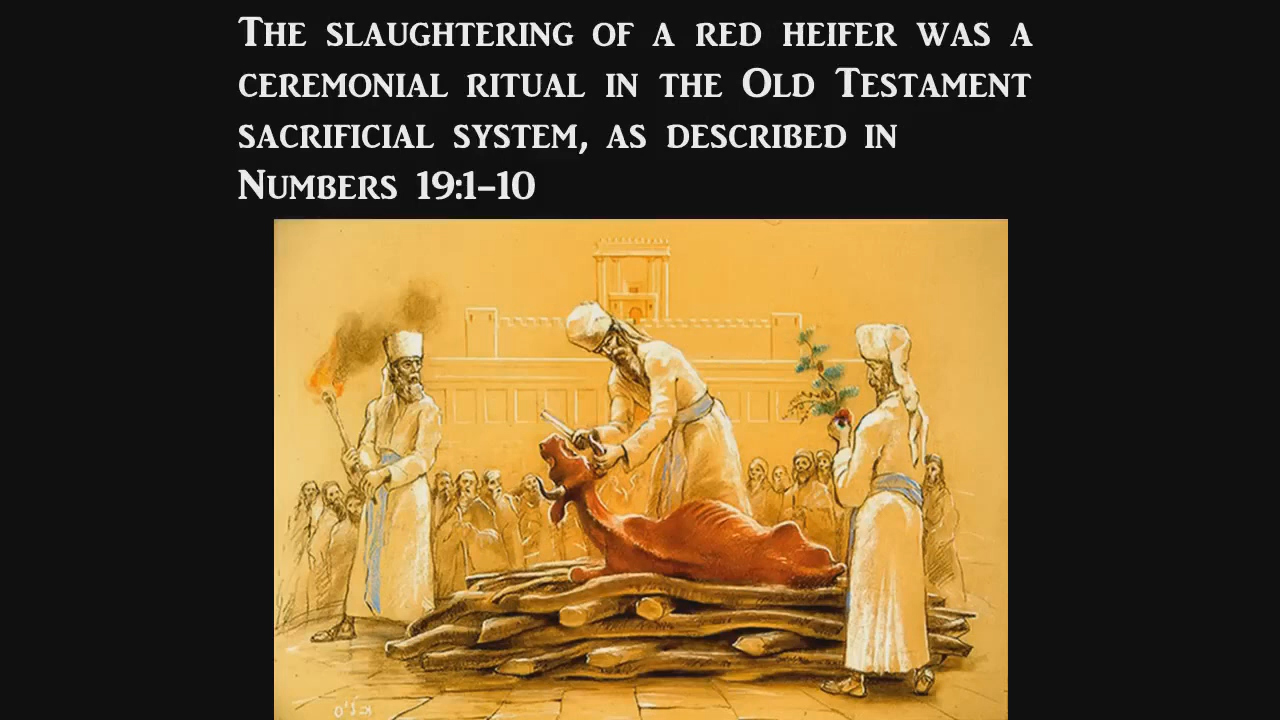 The slaughtering of a red heifer was a
ceremonial ritual in the Old Testament
sacrificial system, as described in
Numbers 19:1–10